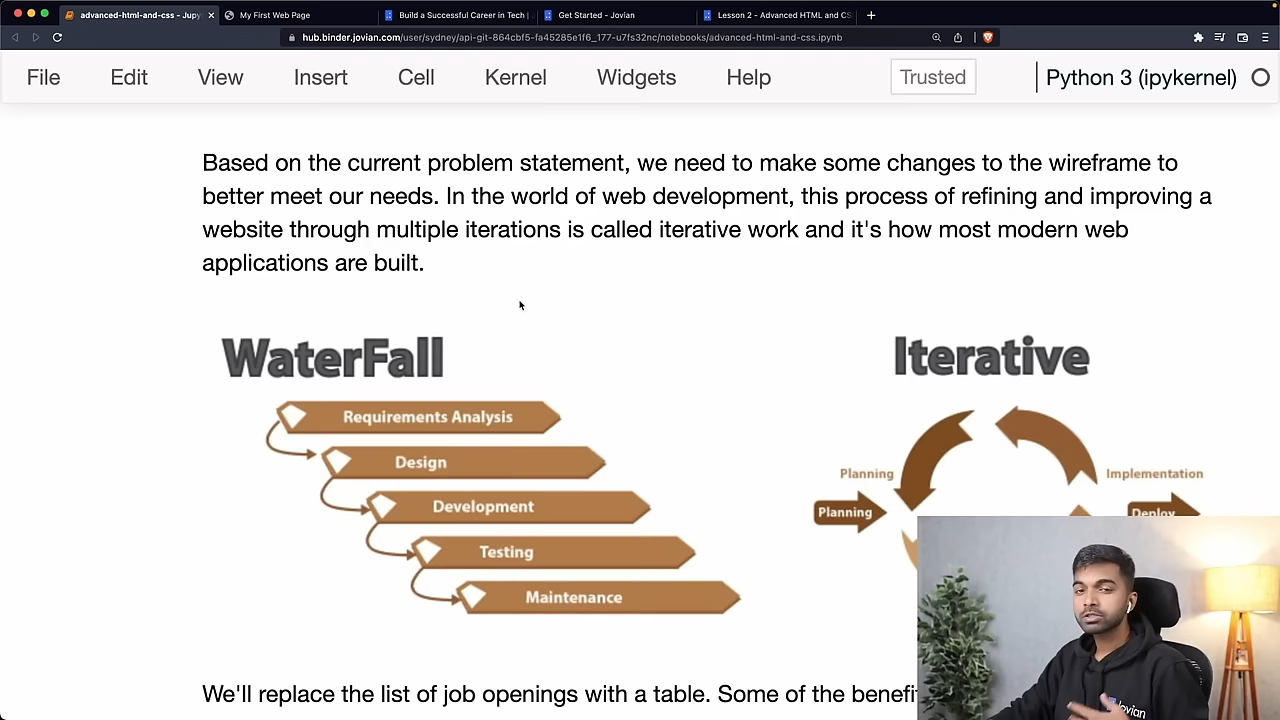 advanced-html-and-css - Jupy
My First Web Page
Build a Successful Career in Tech |
Get Started - Jovian
Lesson 2 - Advanced HTML and CS
hub.binder.jovian.com/user/sydney/api-git-864cbf5-fa45285e1f6_177-u7fs32nc/notebooks/advanced-html-and-css.ipynb
File Edit View Insert Cell Kernel Widgets Help Trusted Python 3 (ipykernel)
Based on the current problem statement, we need to make some changes to the wireframe to
better meet our needs. In the world of web development, this process of refining and improving a
website through multiple iterations is called iterative work and it's how most modern web
applications are built.
WaterFall
Requirements Analysis
Design
Development
Testing
Maintenance
Iterative
Planning
Implementation
Planning
Deploy
We'll replace the list of job openings with a table. Some of the benefi
Jovian